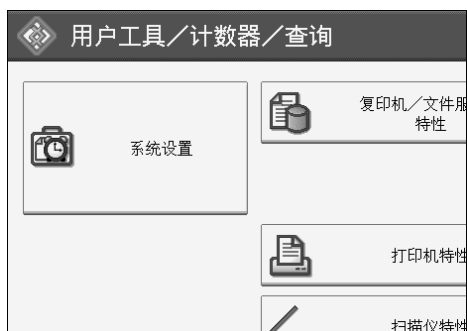 用户工具／计数器／查询
系统设置
复印机／文件服
特性
打印机特性
扫描仪特性